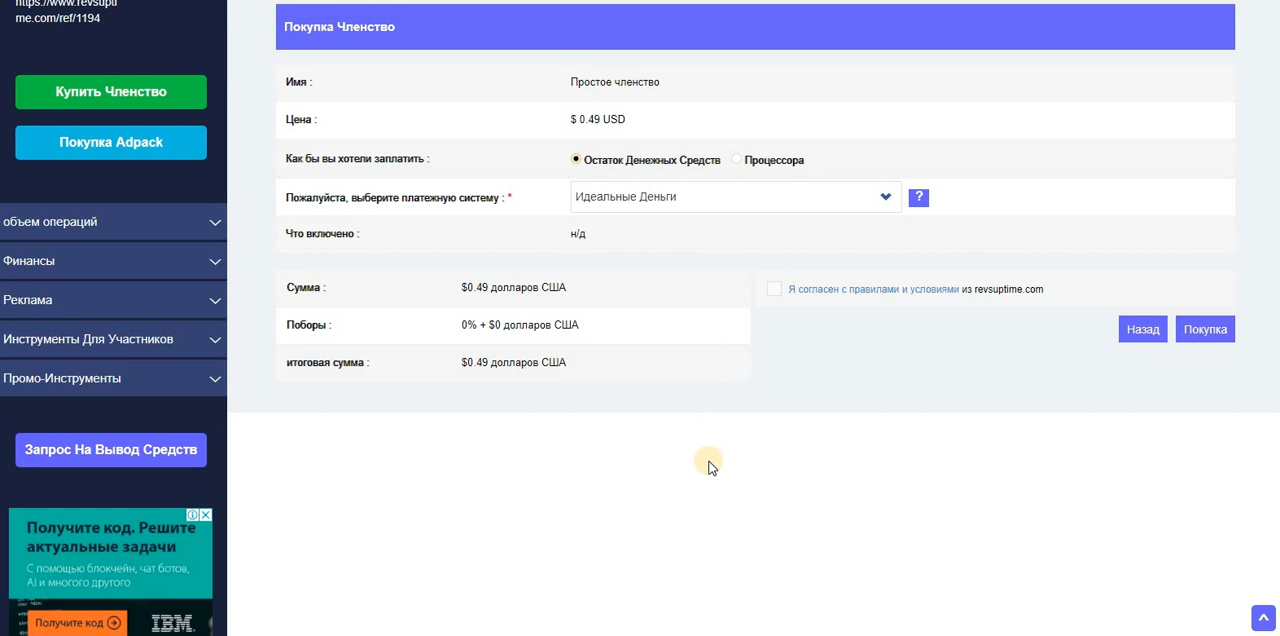 https://www.revsupti
me.com/ref/1194
Купить Членство
Покупка Adpack
объем операций
Финансы
Реклама
Инструменты Для Участников
Промо-Инструменты
Запрос На Вывод Средств
Получите код. Решите
актуальные задачи
С помощью блокчейн, чат ботов,
AI и многого другого
Получите код
IBM
Покупка Членство
Имя : Простое членство
Цена : $ 0.49 USD
Как бы вы хотели заплатить : Остаток Денежных Средств Процессора
Пожалуйста, выберите платежную систему : * Идеальные Деньги ?
Что включено : н/д
Сумма : $0.49 долларов США
Поборы : 0% + $0 долларов США
итоговая сумма : $0.49 долларов США
Я согласен с правилами и условиями из revsuptime.com
Назад Покупка